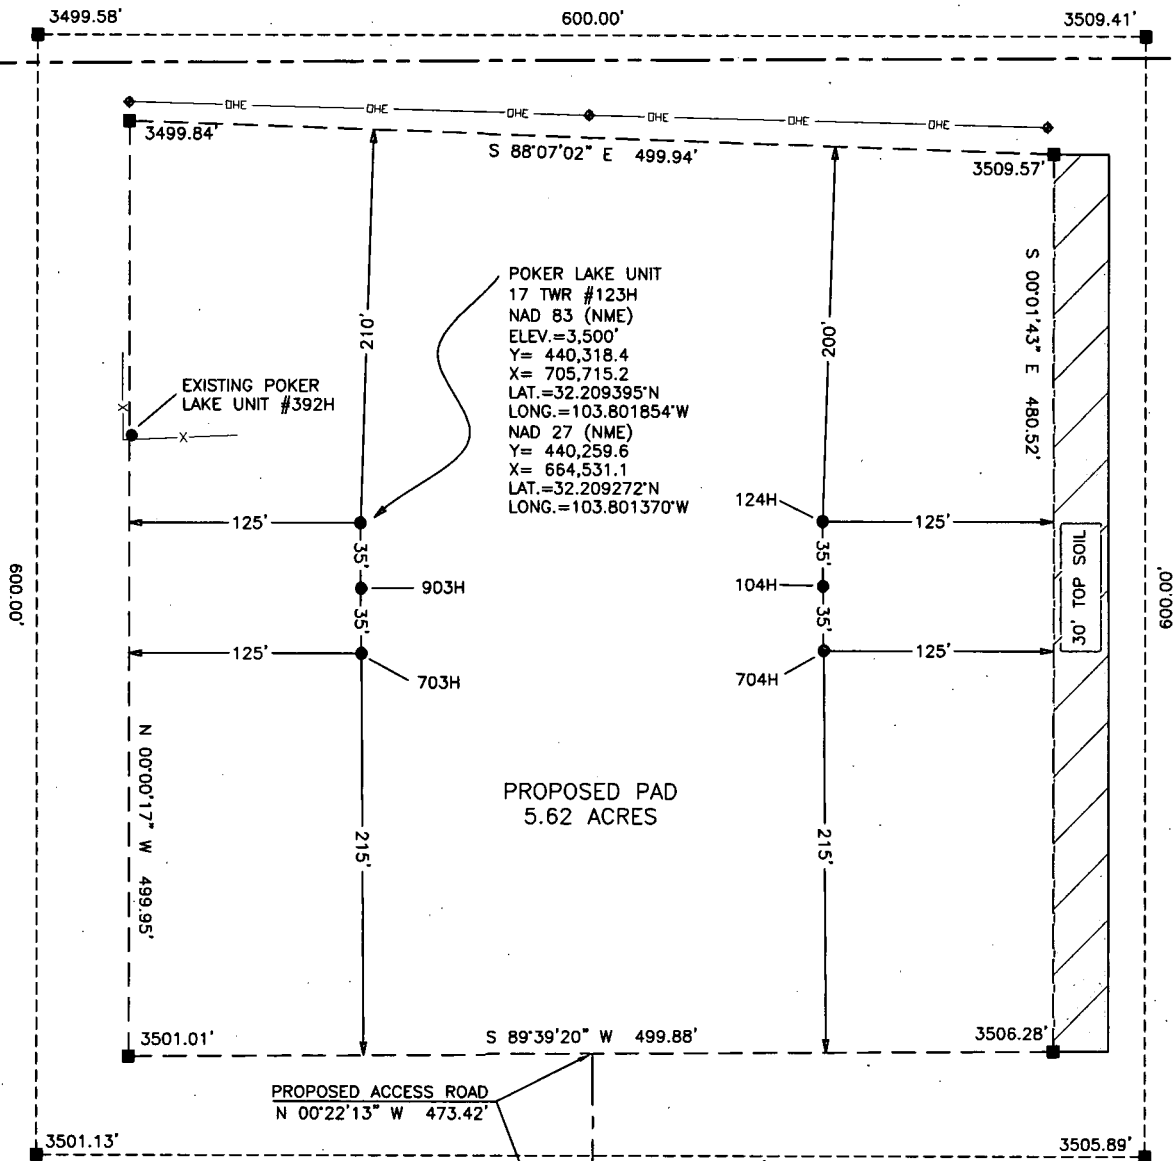 3499.58' 600.00' 3509.41'
OHE OHE OHE OHE OHE OHE
3499.84'
S 88°07'02" E 499.94'
3509.57'
POKER LAKE UNIT
17 TWR #123H
NAD 83 (NME)
ELEV.=3,500'
Y= 440,318.4
X= 705,715.2
LAT.=32.209395°N
LONG.=103.801854°W
NAD 27 (NME)
Y= 440,259.6
X= 664,531.1
LAT.=32.209272°N
LONG.=103.801370°W
210'
200'
S 00°01'43" E 480.52'
EXISTING POKER
LAKE UNIT #392H
X
X
124H
125'
125'
35'
35'
903H
104H
35'
35'
125'
125'
703H
704H
30' TOP SOIL
600.00'
600.00'
N 00°00'17" W 499.95'
PROPOSED PAD
5.62 ACRES
215'
215'
3501.01'
S 89°39'20" W 499.88'
3506.28'
PROPOSED ACCESS ROAD
N 00°22'13" W 473.42'
3501.13'
3505.89'